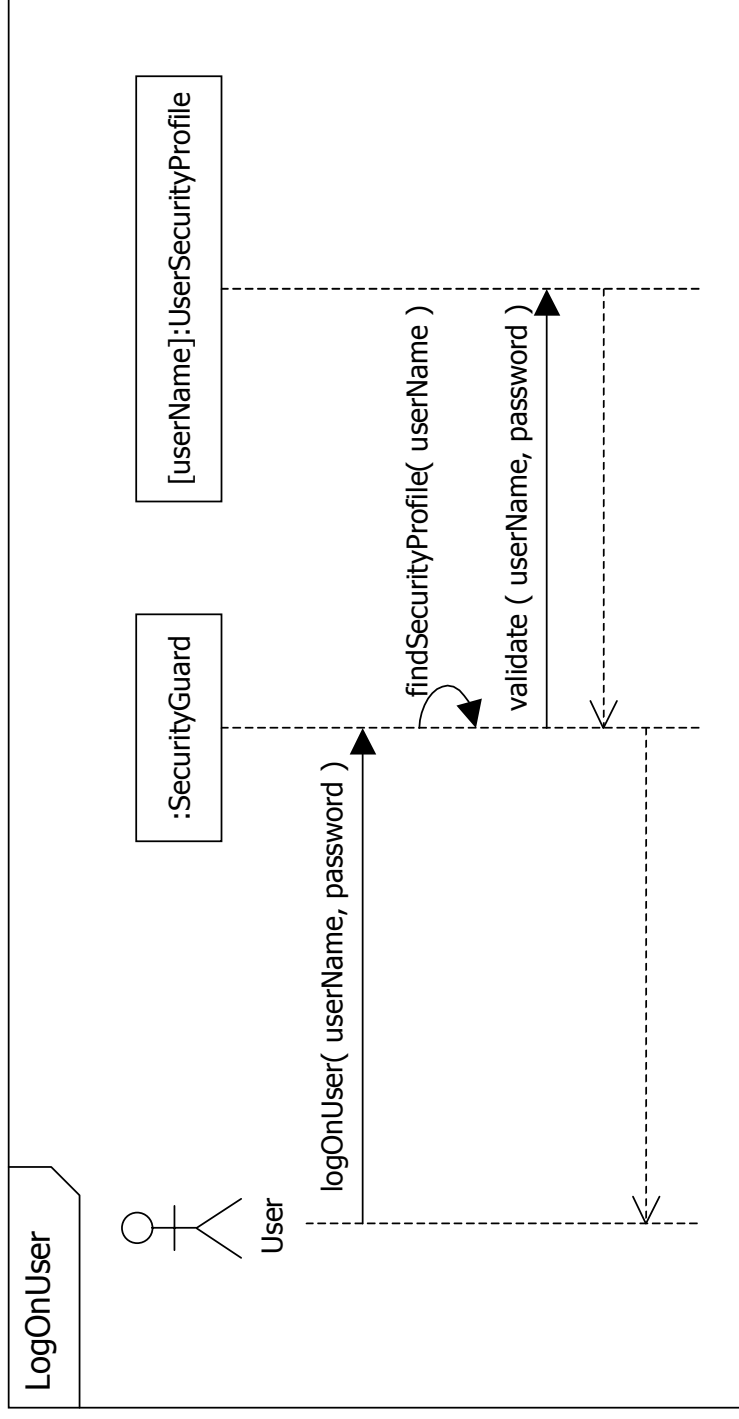 LogOnUser
User
:SecurityGuard
[userName]:UserSecurityProfile
logOnUser( userName, password )
findSecurityProfile( userName )
validate ( userName, password )